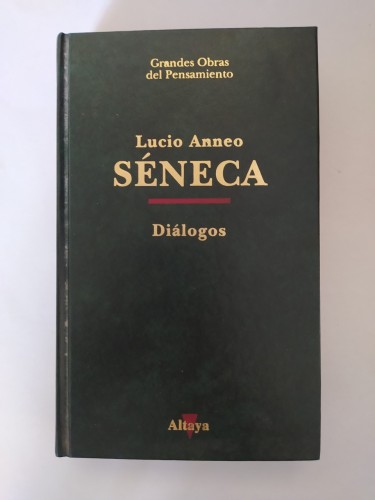 Grandes Obras
del Pensamiento
Lucio Anneo
SÉNECA
Diálogos
Altaya